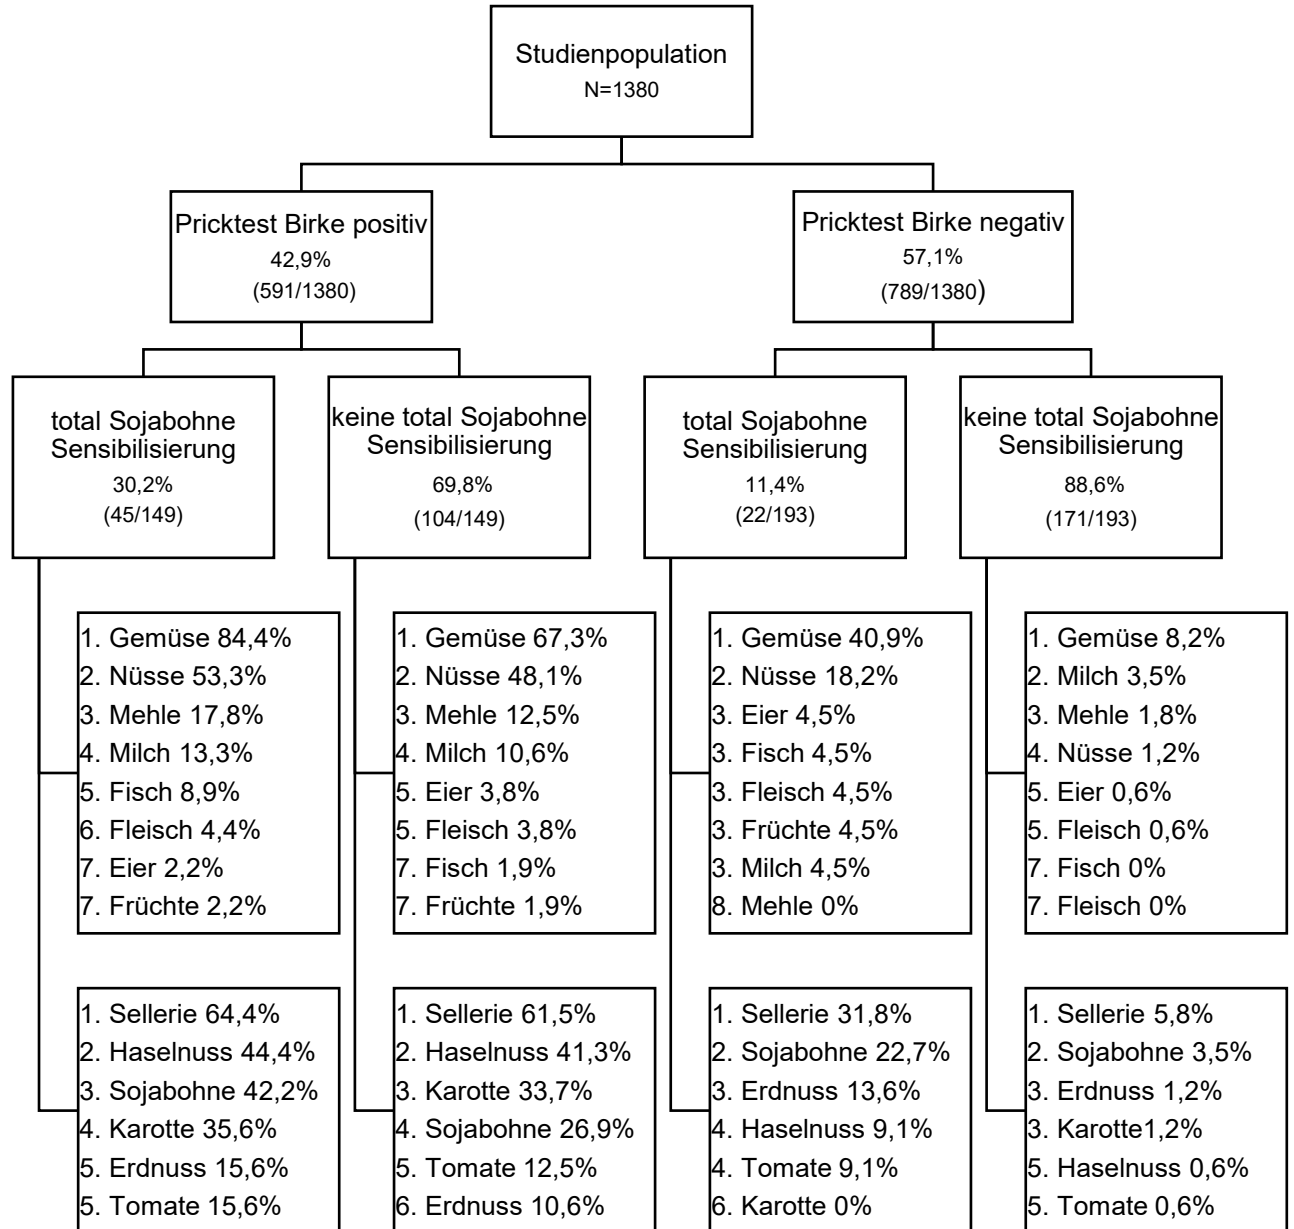 Studienpopulation
N=1380
Pricktest Birke positiv
42,9%
(591/1380)
Pricktest Birke negativ
57,1%
(789/1380)
total Sojabohne
Sensibilisierung
30,2%
(45/149)
keine total Sojabohne
Sensibilisierung
69,8%
(104/149)
total Sojabohne
Sensibilisierung
11,4%
(22/193)
keine total Sojabohne
Sensibilisierung
88,6%
(171/193)
1. Gemüse 84,4%
2. Nüsse 53,3%
3. Mehle 17,8%
4. Milch 13,3%
5. Fisch 8,9%
6. Fleisch 4,4%
7. Eier 2,2%
7. Früchte 2,2%
1. Gemüse 67,3%
2. Nüsse 48,1%
3. Mehle 12,5%
4. Milch 10,6%
5. Eier 3,8%
5. Fleisch 3,8%
7. Fisch 1,9%
7. Früchte 1,9%
1. Gemüse 40,9%
2. Nüsse 18,2%
3. Eier 4,5%
3. Fisch 4,5%
3. Fleisch 4,5%
3. Früchte 4,5%
3. Milch 4,5%
8. Mehle 0%
1. Gemüse 8,2%
2. Milch 3,5%
3. Mehle 1,8%
4. Nüsse 1,2%
5. Eier 0,6%
5. Fleisch 0,6%
7. Fisch 0%
7. Fleisch 0%
1. Sellerie 64,4%
2. Haselnuss 44,4%
3. Sojabohne 42,2%
4. Karotte 35,6%
5. Erdnuss 15,6%
5. Tomate 15,6%
1. Sellerie 61,5%
2. Haselnuss 41,3%
3. Karotte 33,7%
4. Sojabohne 26,9%
5. Tomate 12,5%
6. Erdnuss 10,6%
1. Sellerie 31,8%
2. Sojabohne 22,7%
3. Erdnuss 13,6%
4. Haselnuss 9,1%
4. Tomate 9,1%
6. Karotte 0%
1. Sellerie 5,8%
2. Sojabohne 3,5%
3. Erdnuss 1,2%
3. Karotte1,2%
5. Haselnuss 0,6%
5. Tomate 0,6%